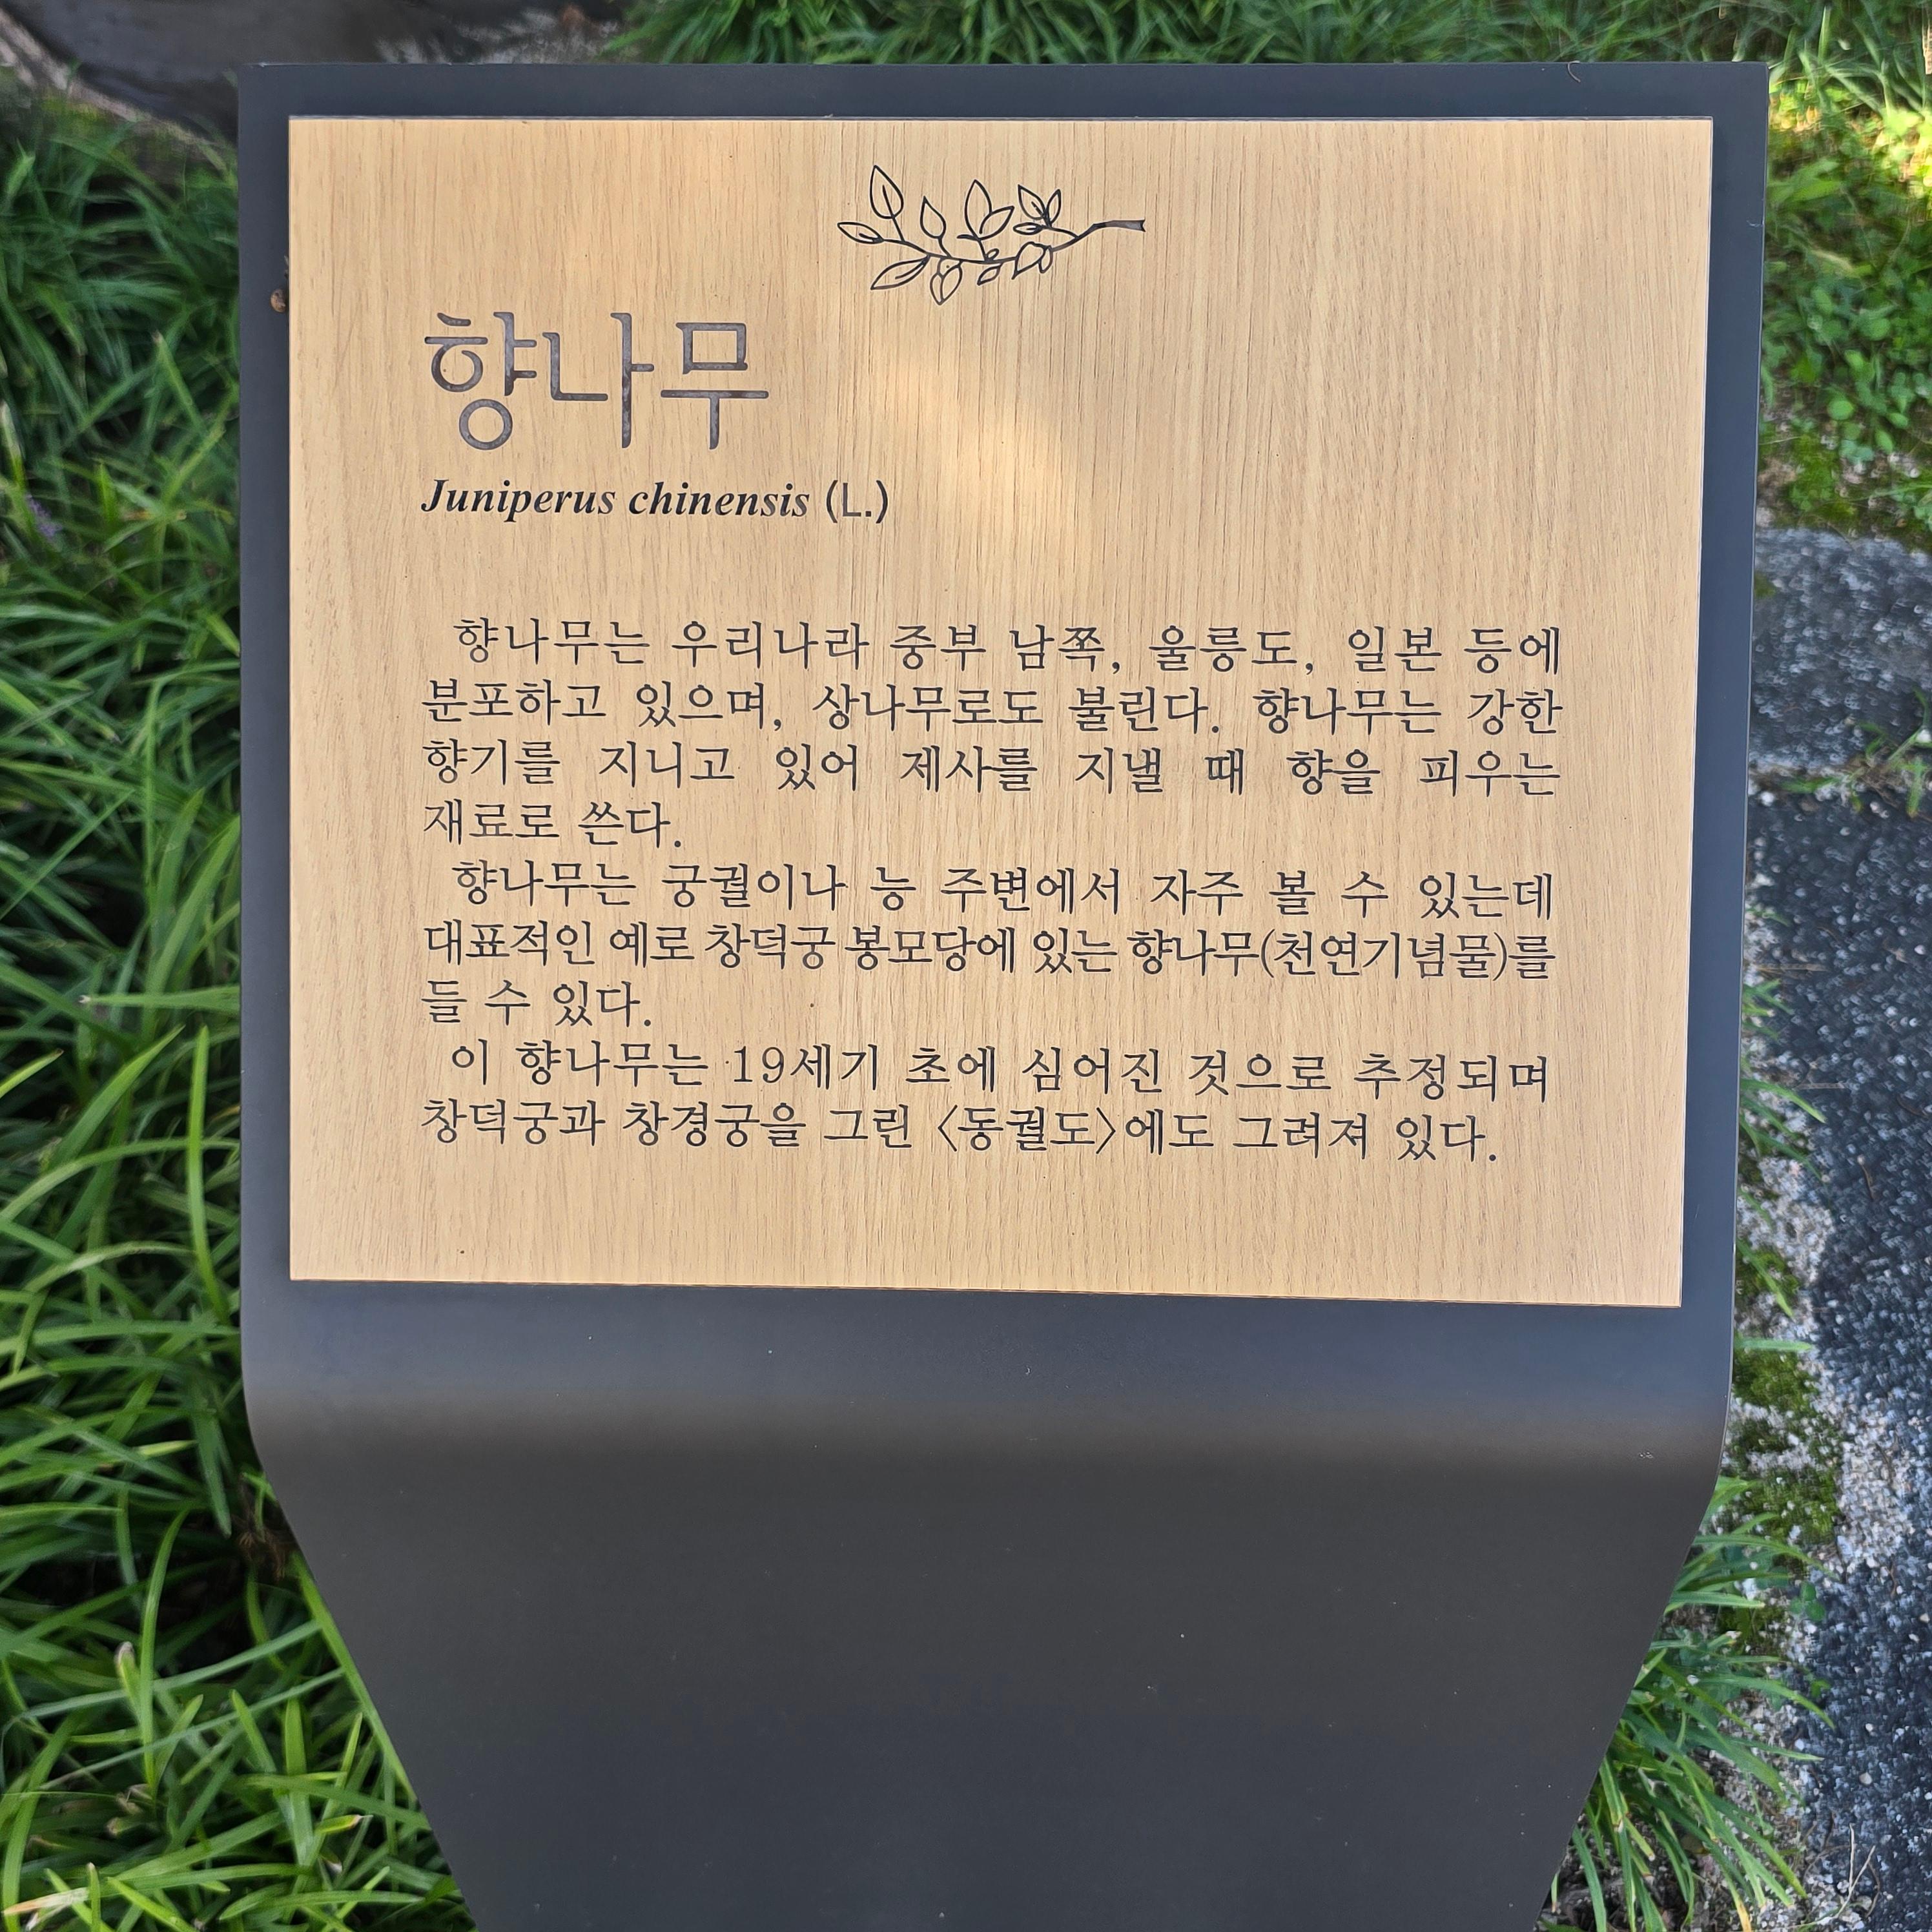 향나무
Juniperus chinensis (L.)
향나무는 우리나라 중부 남쪽, 울릉도, 일본 등에
분포하고 있으며, 상나무로도 불린다. 향나무는 강한
향기를 지니고 있어 제사를 지낼 때 향을 피우는
재료로 쓴다.
향나무는 궁궐이나 능 주변에서 자주 볼 수 있는데
대표적인 예로 창덕궁 봉모당에 있는 향나무(천연기념물)를
들 수 있다.
이 향나무는 19세기 초에 심어진 것으로 추정되며
창덕궁과 창경궁을 그린 〈동궐도〉에도 그려져 있다.